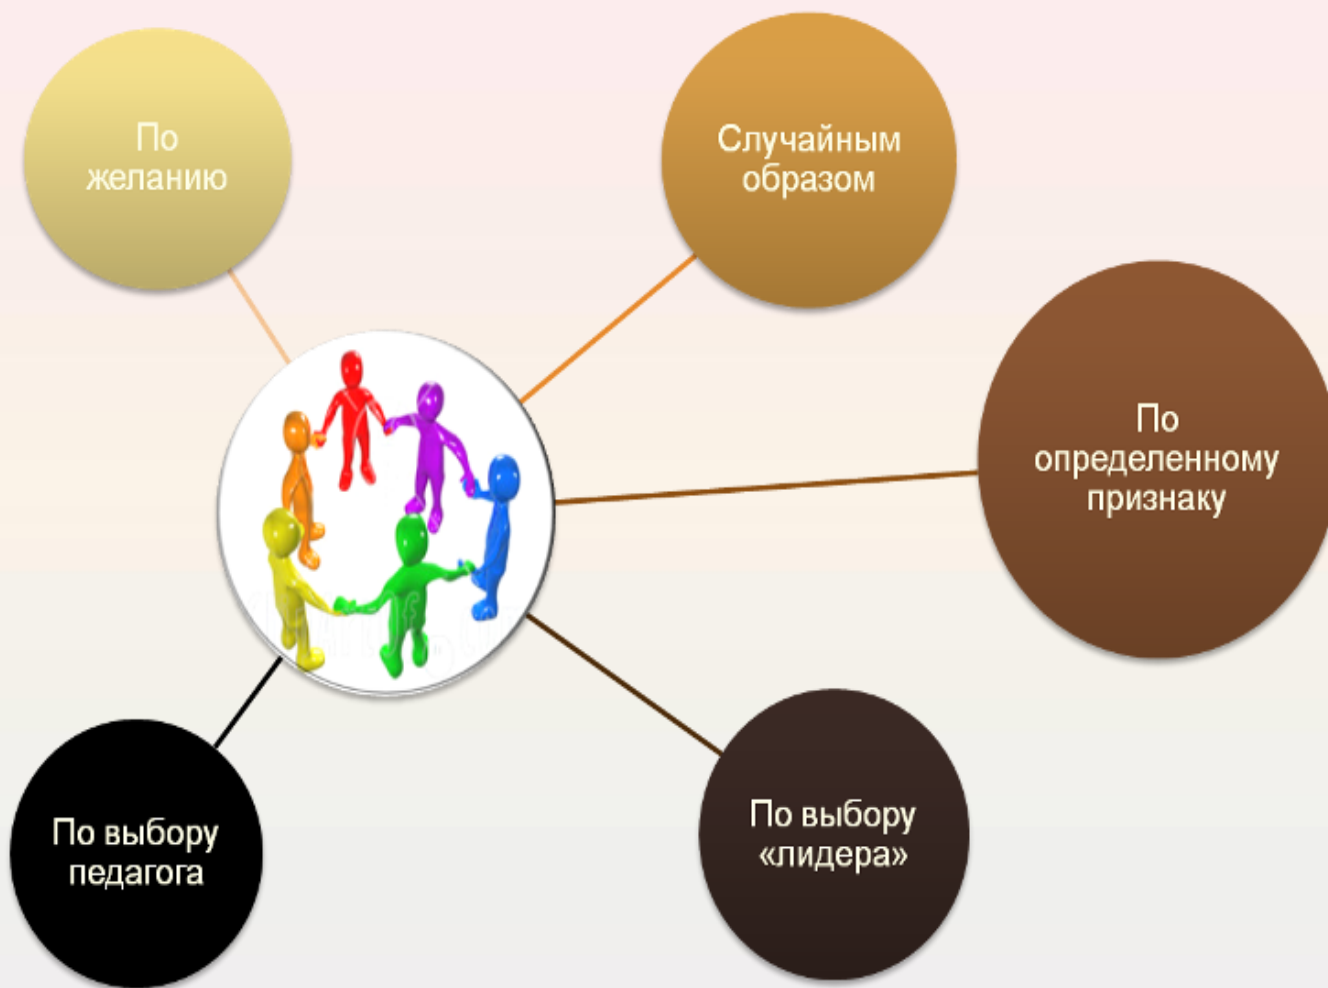 По
желанию
Случайным
образом
По
определенному
признаку
По выбору
«лидера»
По выбору
педагога